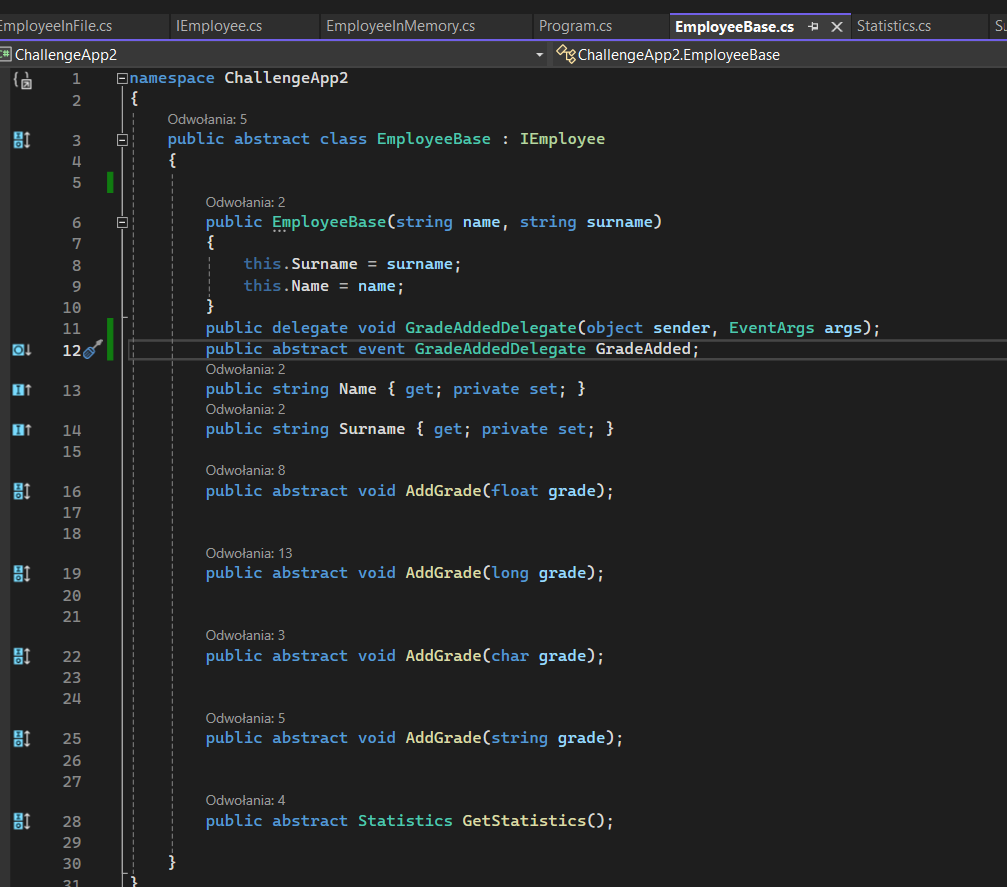 EmployeeInFile.cs IEmployee.cs EmployeeInMemory.cs Program.cs EmployeeBase.cs Statistics.cs
ChallengeApp2 ChallengeApp2.EmployeeBase
1 namespace ChallengeApp2
2 {
Odwołania: 5
3 public abstract class EmployeeBase : IEmployee
4 {
5
Odwołania: 2
6 public EmployeeBase(string name, string surname)
7 {
8 this.Surname = surname;
9 this.Name = name;
10 }
11 public delegate void GradeAddedDelegate(object sender, EventArgs args);
12 public abstract event GradeAddedDelegate GradeAdded;
Odwołania: 2
13 public string Name { get; private set; }
Odwołania: 2
14 public string Surname { get; private set; }
15
Odwołania: 8
16 public abstract void AddGrade(float grade);
17
18
Odwołania: 13
19 public abstract void AddGrade(long grade);
20
21
Odwołania: 3
22 public abstract void AddGrade(char grade);
23
24
Odwołania: 5
25 public abstract void AddGrade(string grade);
26
27
Odwołania: 4
28 public abstract Statistics GetStatistics();
29
30 }
31 }